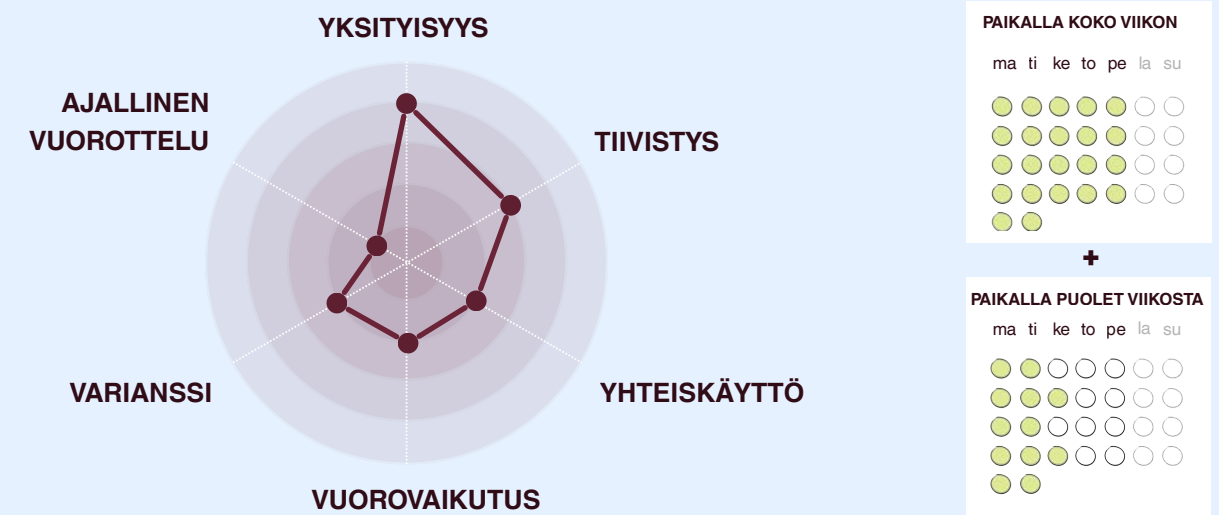 YKSITYISYYS
AJALLINEN
VUOROTTELU
TIIVISTYS
VARIANSSI
YHTEISKÄYTTÖ
VUOROVAIKUTUS
PAIKALLA KOKO VIIKON
ma ti ke to pe la su
+
PAIKALLA PUOLET VIIKOSTA
ma ti ke to pe la su